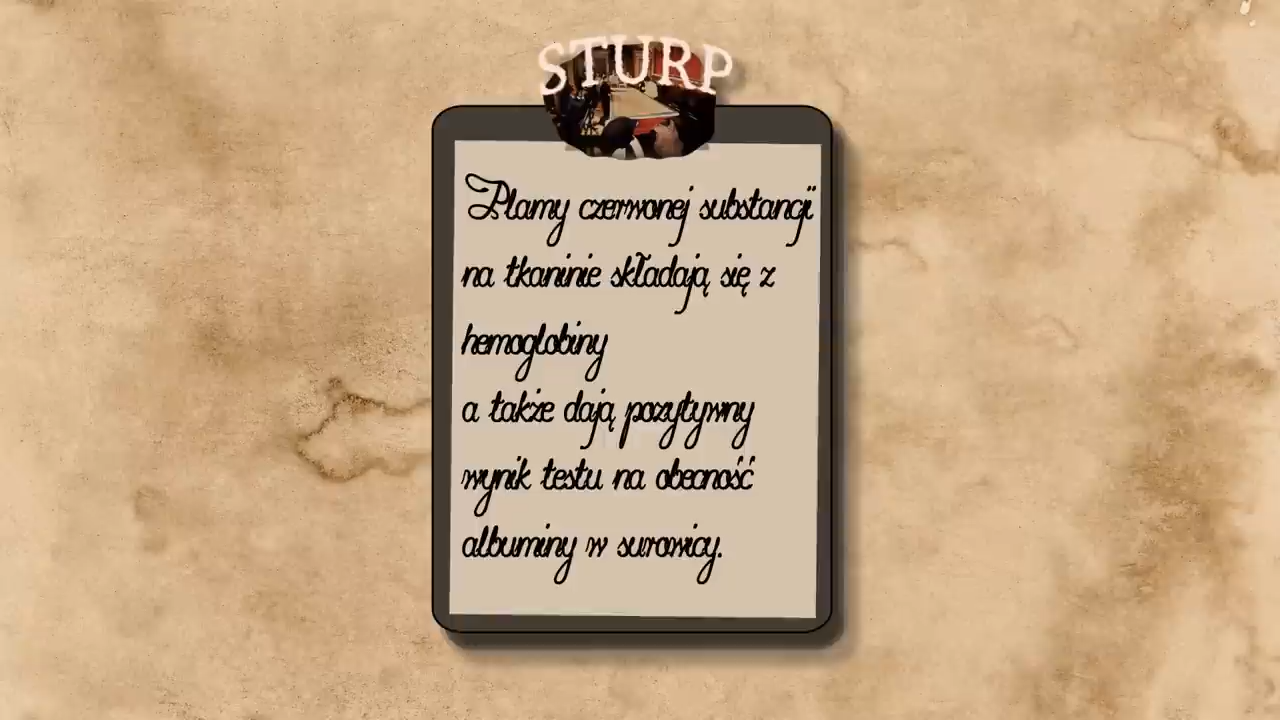 STURP
Plamy czerwonej substancji
na tkaninie składają się z
hemoglobiny
a także dają pozytywny
wynik testu na obecność
albuminy w surowicy.